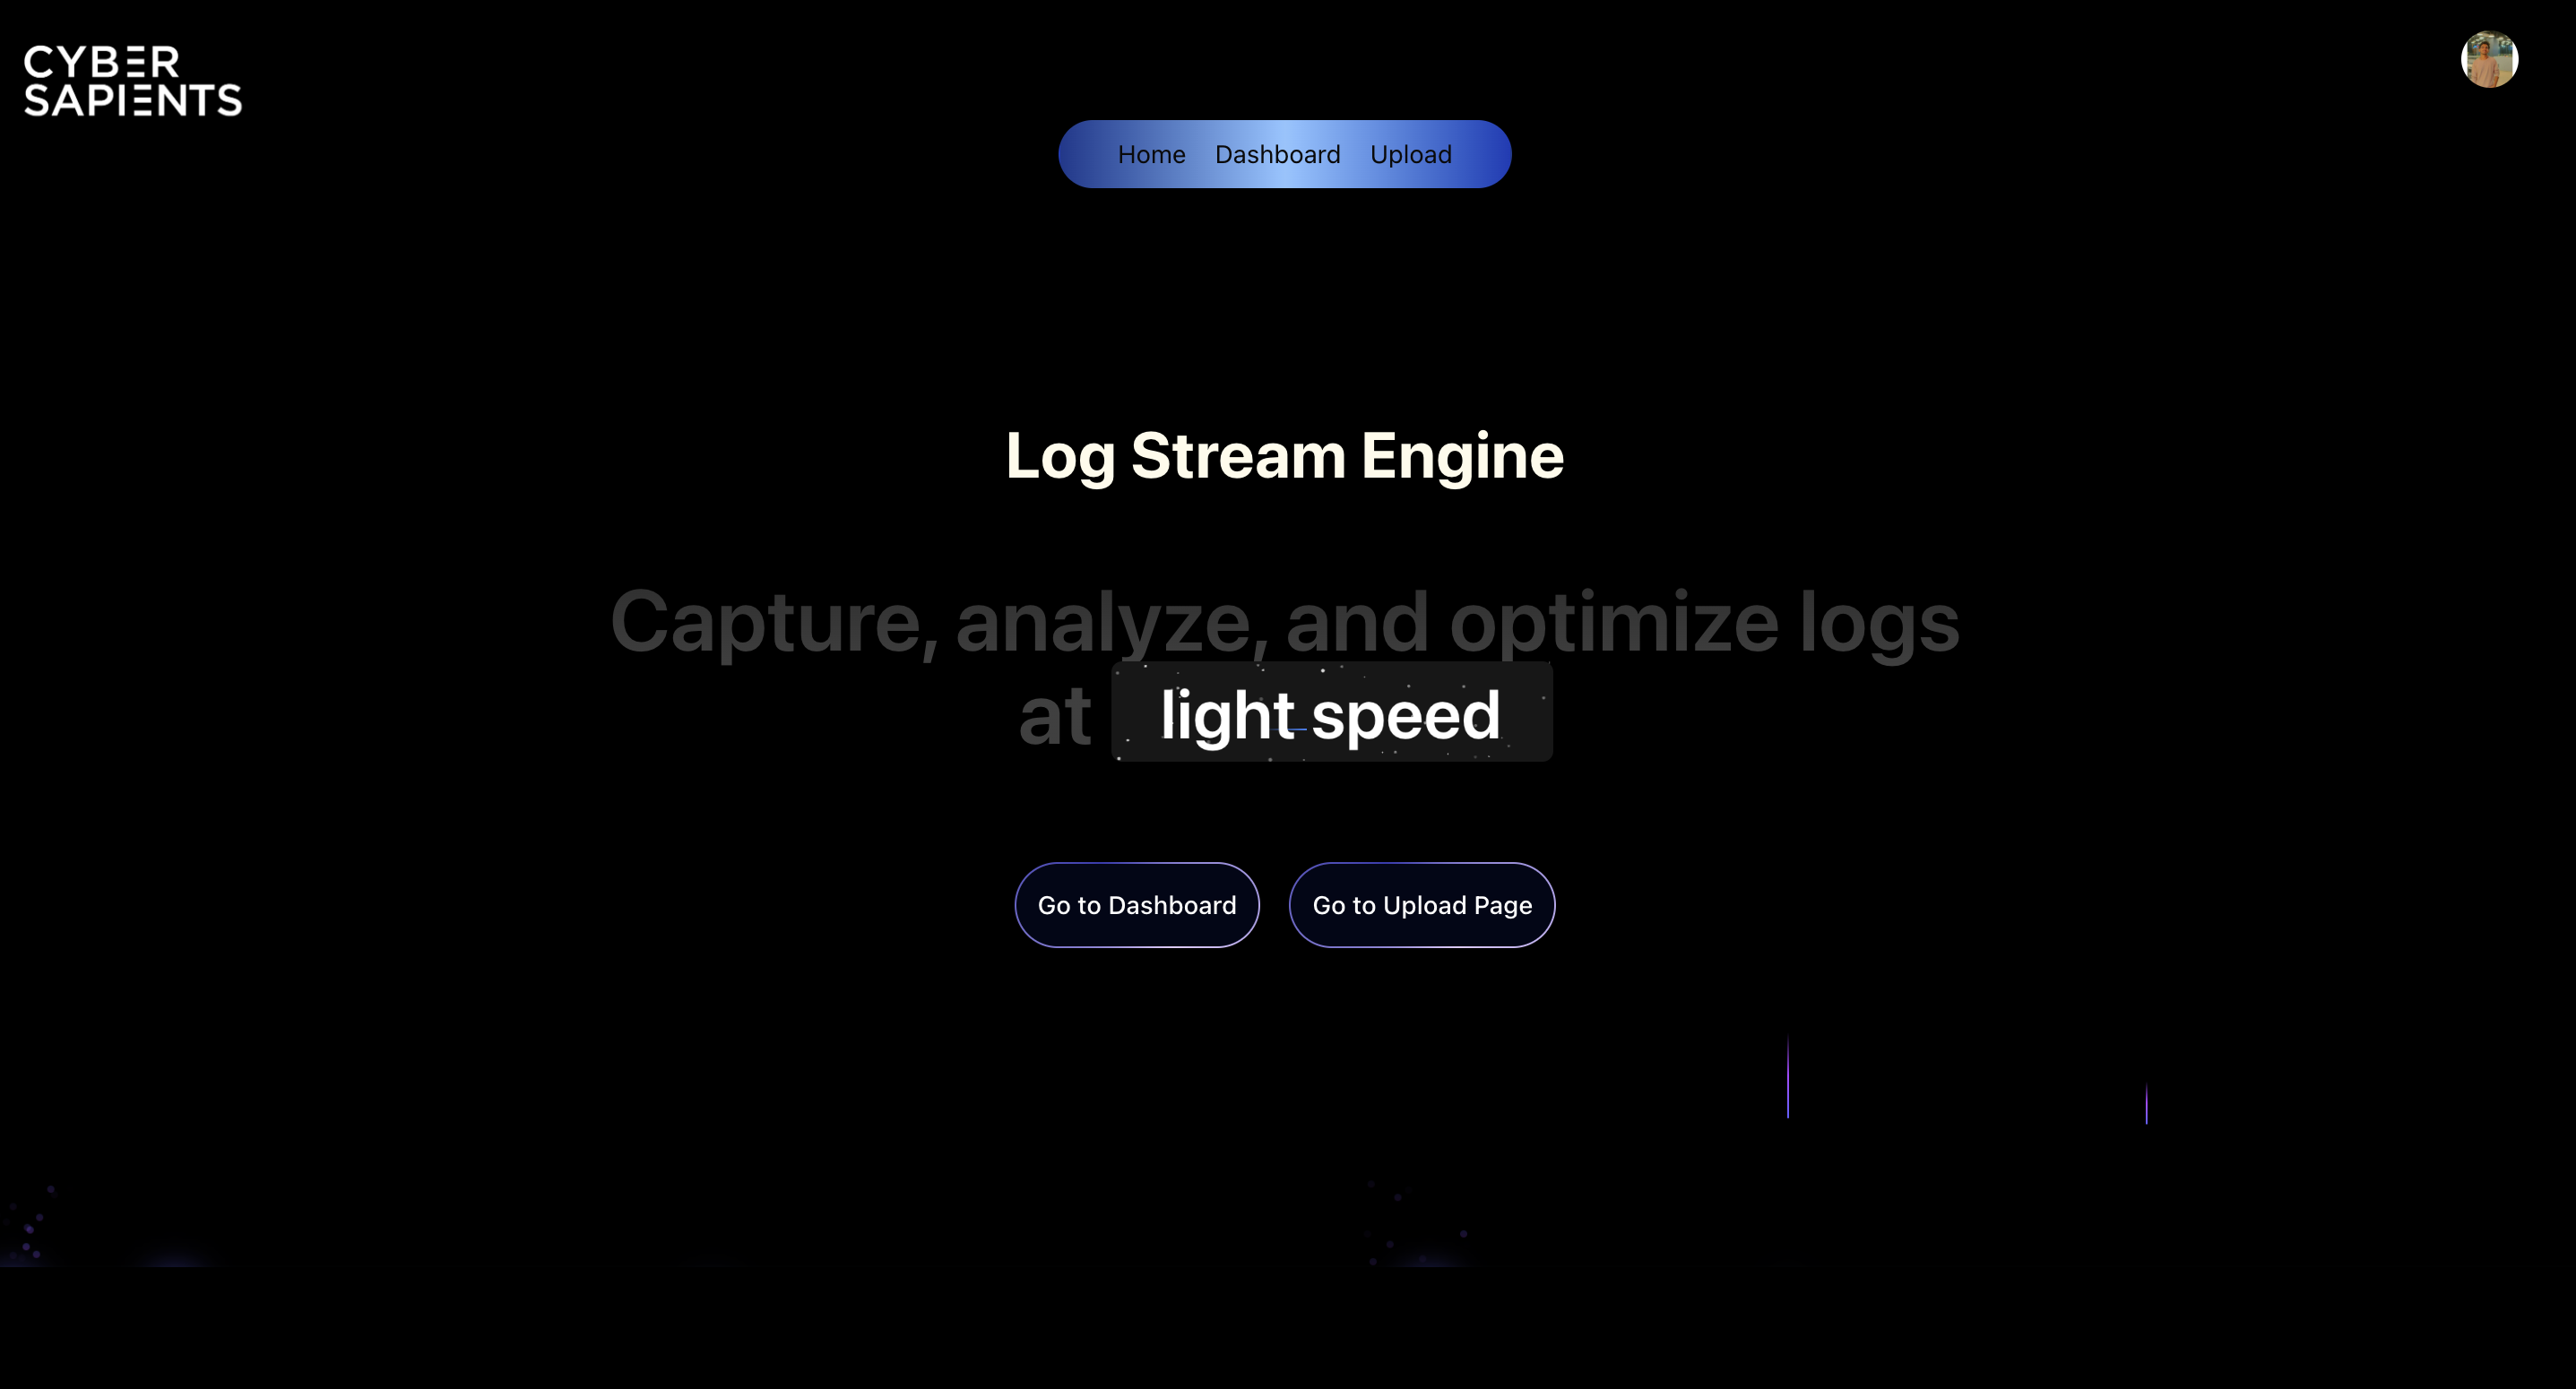 CYBER
SAPIENTS
Home Dashboard Upload
Log Stream Engine
Capture, analyze, and optimize logs
at light speed
Go to Dashboard Go to Upload Page